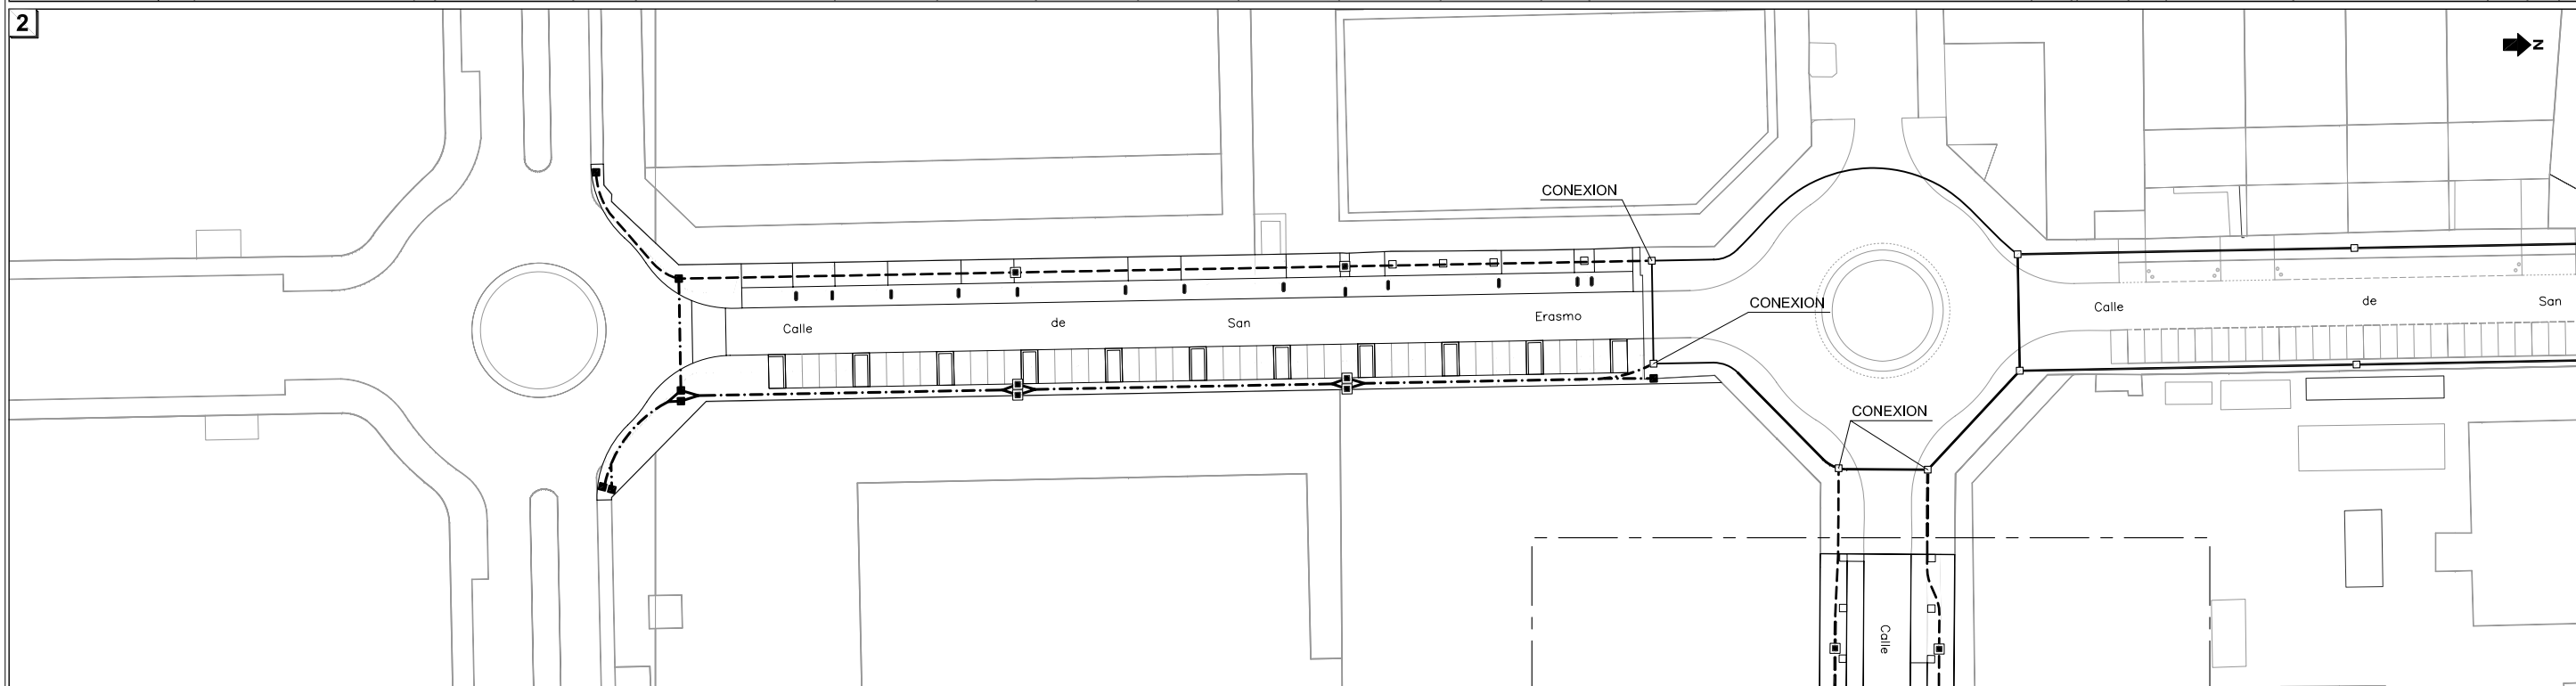 2
N
CONEXION
CONEXION
Calle de San Erasmo
Calle de San
CONEXION
Calle